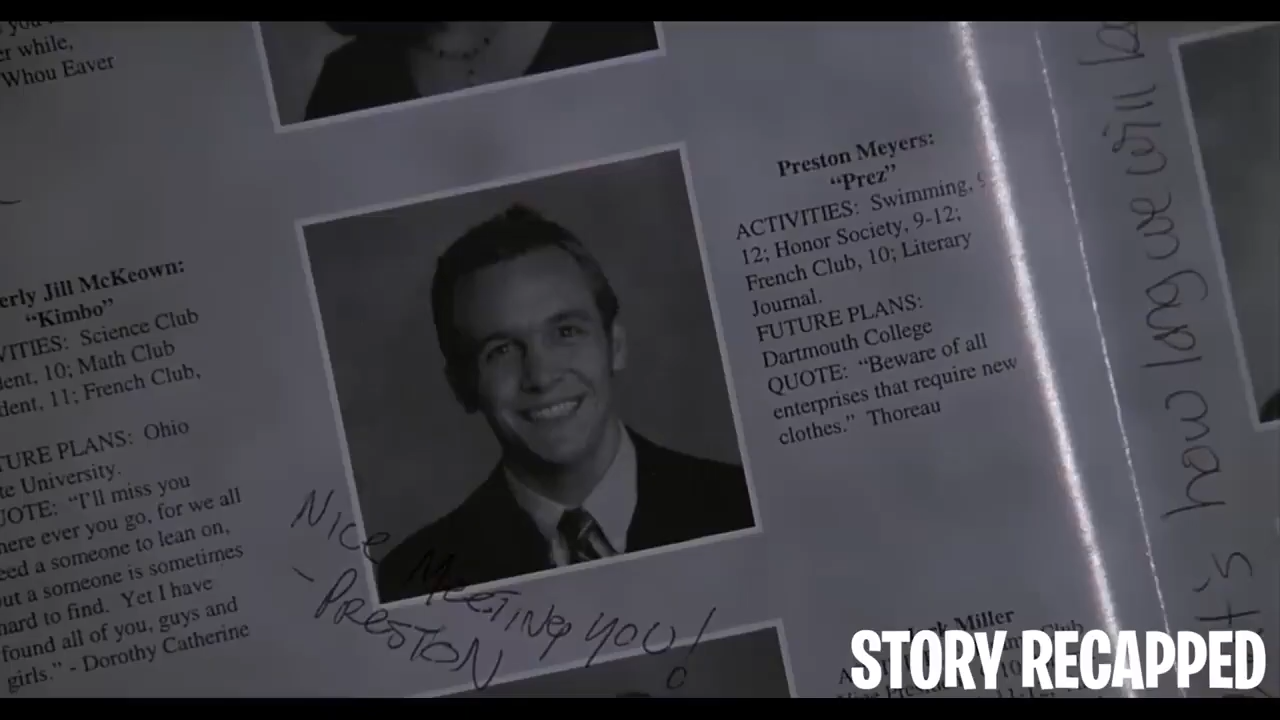 er while,
Whou Eaver
erly Jill McKeown:
"Kimbo"
VITIES: Science Club
dent, 10; Math Club
dent, 11; French Club,
TURE PLANS: Ohio
te University.
UOTE: "I'll miss you
here ever you go, for we all
eed a someone to lean on,
out a someone is sometimes
hard to find. Yet I have
found all of you, guys and
girls." - Dorothy Catherine
Preston Meyers:
"Prez"
ACTIVITIES: Swimming, 9
12; Honor Society, 9-12;
French Club, 10; Literary
Journal.
FUTURE PLANS:
Dartmouth College
QUOTE: "Beware of all
enterprises that require new
clothes." Thoreau
Nice Meeting you!
- Preston
how long we will
t's
Miller
STORY RECAPPED